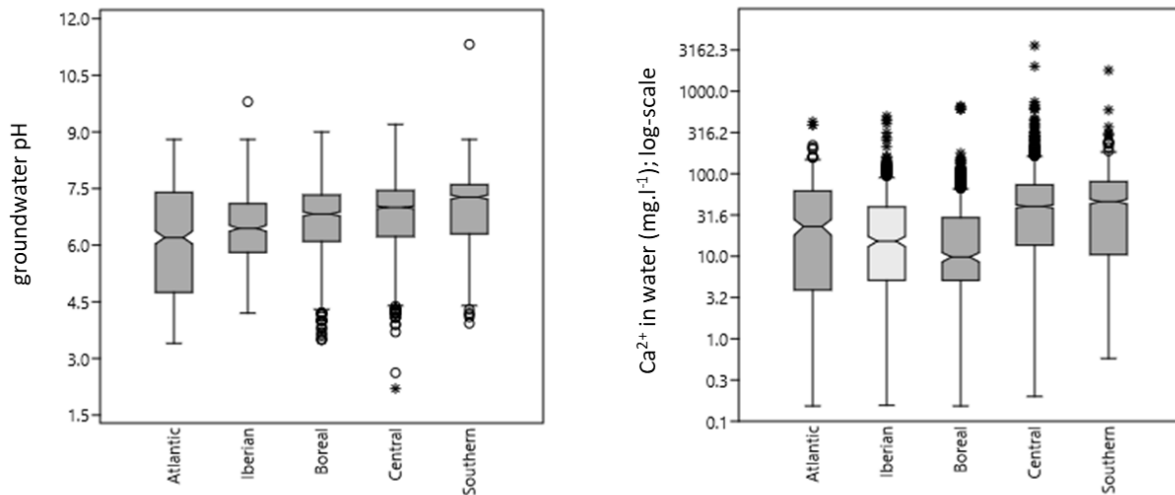 groundwater pH
12.0
10.5
9.0
7.5
6.0
4.5
3.0
1.5
Atlantic
Iberian
Boreal
Central
Southern
Ca²⁺ in water (mg.l⁻¹); log-scale
3162.3
1000.0
316.2
100.0
31.6
10.0
3.2
1.0
0.3
0.1
Atlantic
Iberian
Boreal
Central
Southern